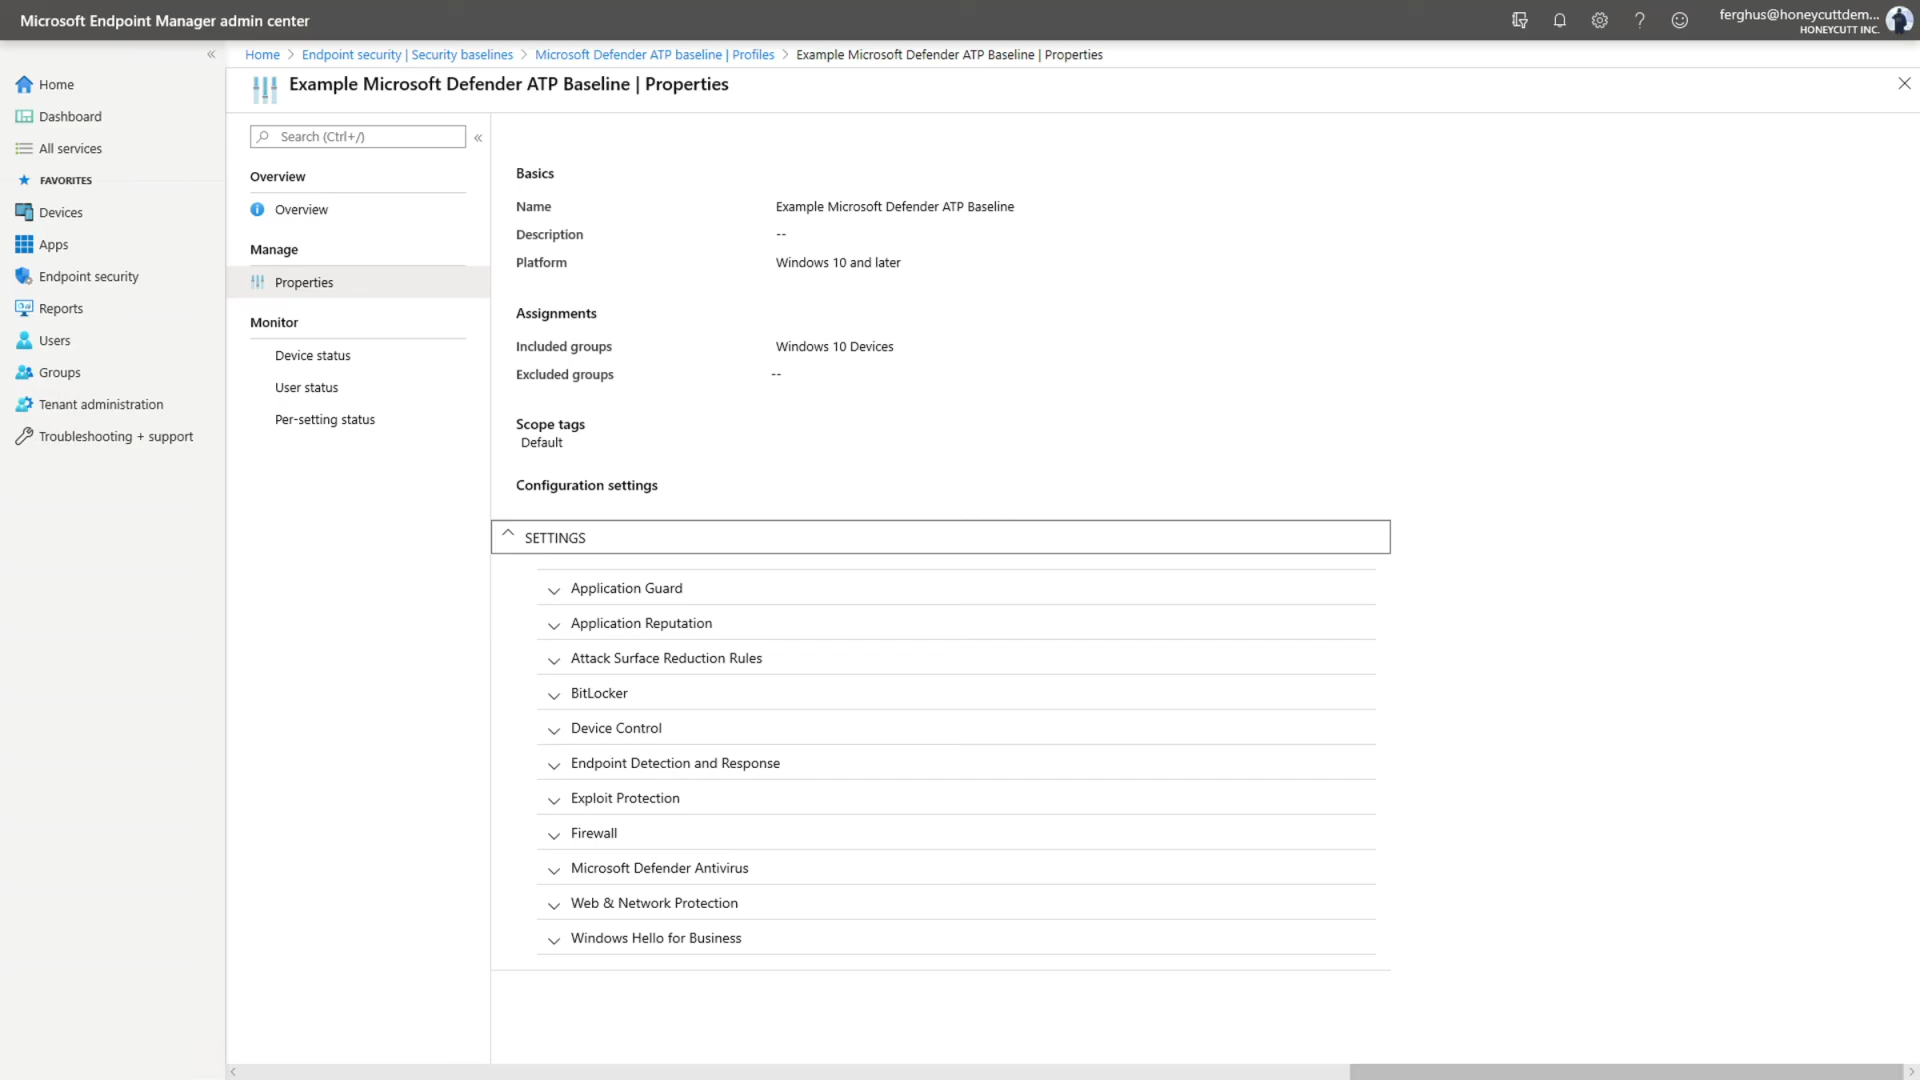 Microsoft Endpoint Manager admin center
ferghus@honeycuttdem...
HONEYCUTT INC.
Home > Endpoint security | Security baselines > Microsoft Defender ATP baseline | Profiles > Example Microsoft Defender ATP Baseline | Properties
Example Microsoft Defender ATP Baseline | Properties
Home
Dashboard
All services
FAVORITES
Devices
Apps
Endpoint security
Reports
Users
Groups
Tenant administration
Troubleshooting + support
Search (Ctrl+/)
Overview
Overview
Manage
Properties
Monitor
Device status
User status
Per-setting status
Basics
Name Example Microsoft Defender ATP Baseline
Description --
Platform Windows 10 and later
Assignments
Included groups Windows 10 Devices
Excluded groups --
Scope tags
Default
Configuration settings
SETTINGS
Application Guard
Application Reputation
Attack Surface Reduction Rules
BitLocker
Device Control
Endpoint Detection and Response
Exploit Protection
Firewall
Microsoft Defender Antivirus
Web & Network Protection
Windows Hello for Business